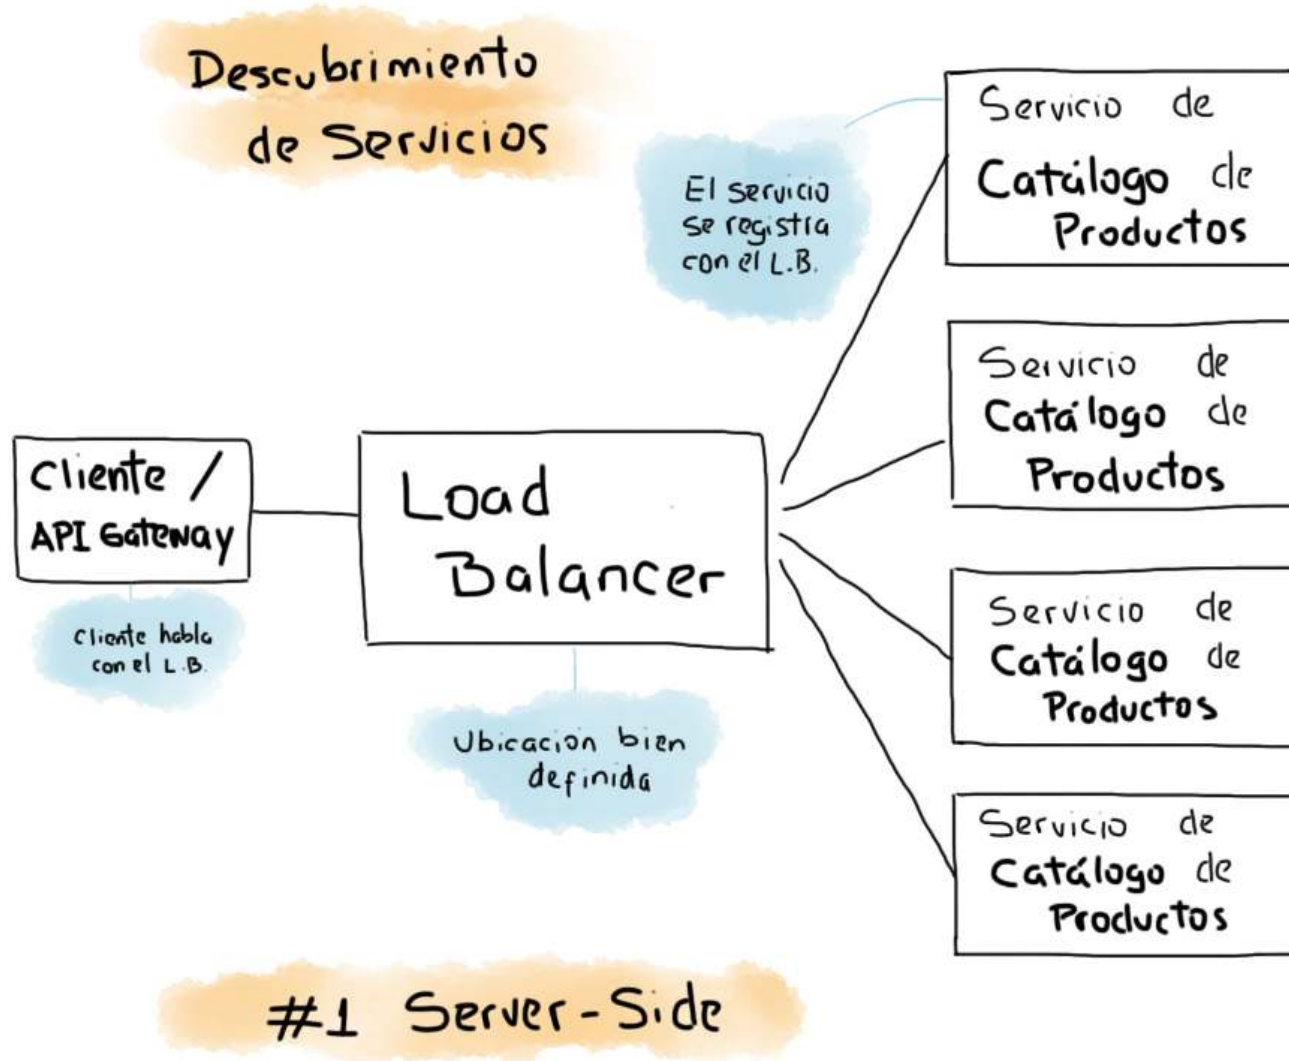 Descubrimiento
de Servicios
El servicio
se registra
con el L.B.
Servicio de
Catálogo de
Productos
Servicio de
Catálogo de
Productos
Cliente /
API Gateway
Load
Balancer
Cliente habla
con el L.B.
Ubicación bien
definida
Servicio de
Catálogo de
Productos
Servicio de
Catálogo de
Productos
#1 Server-Side